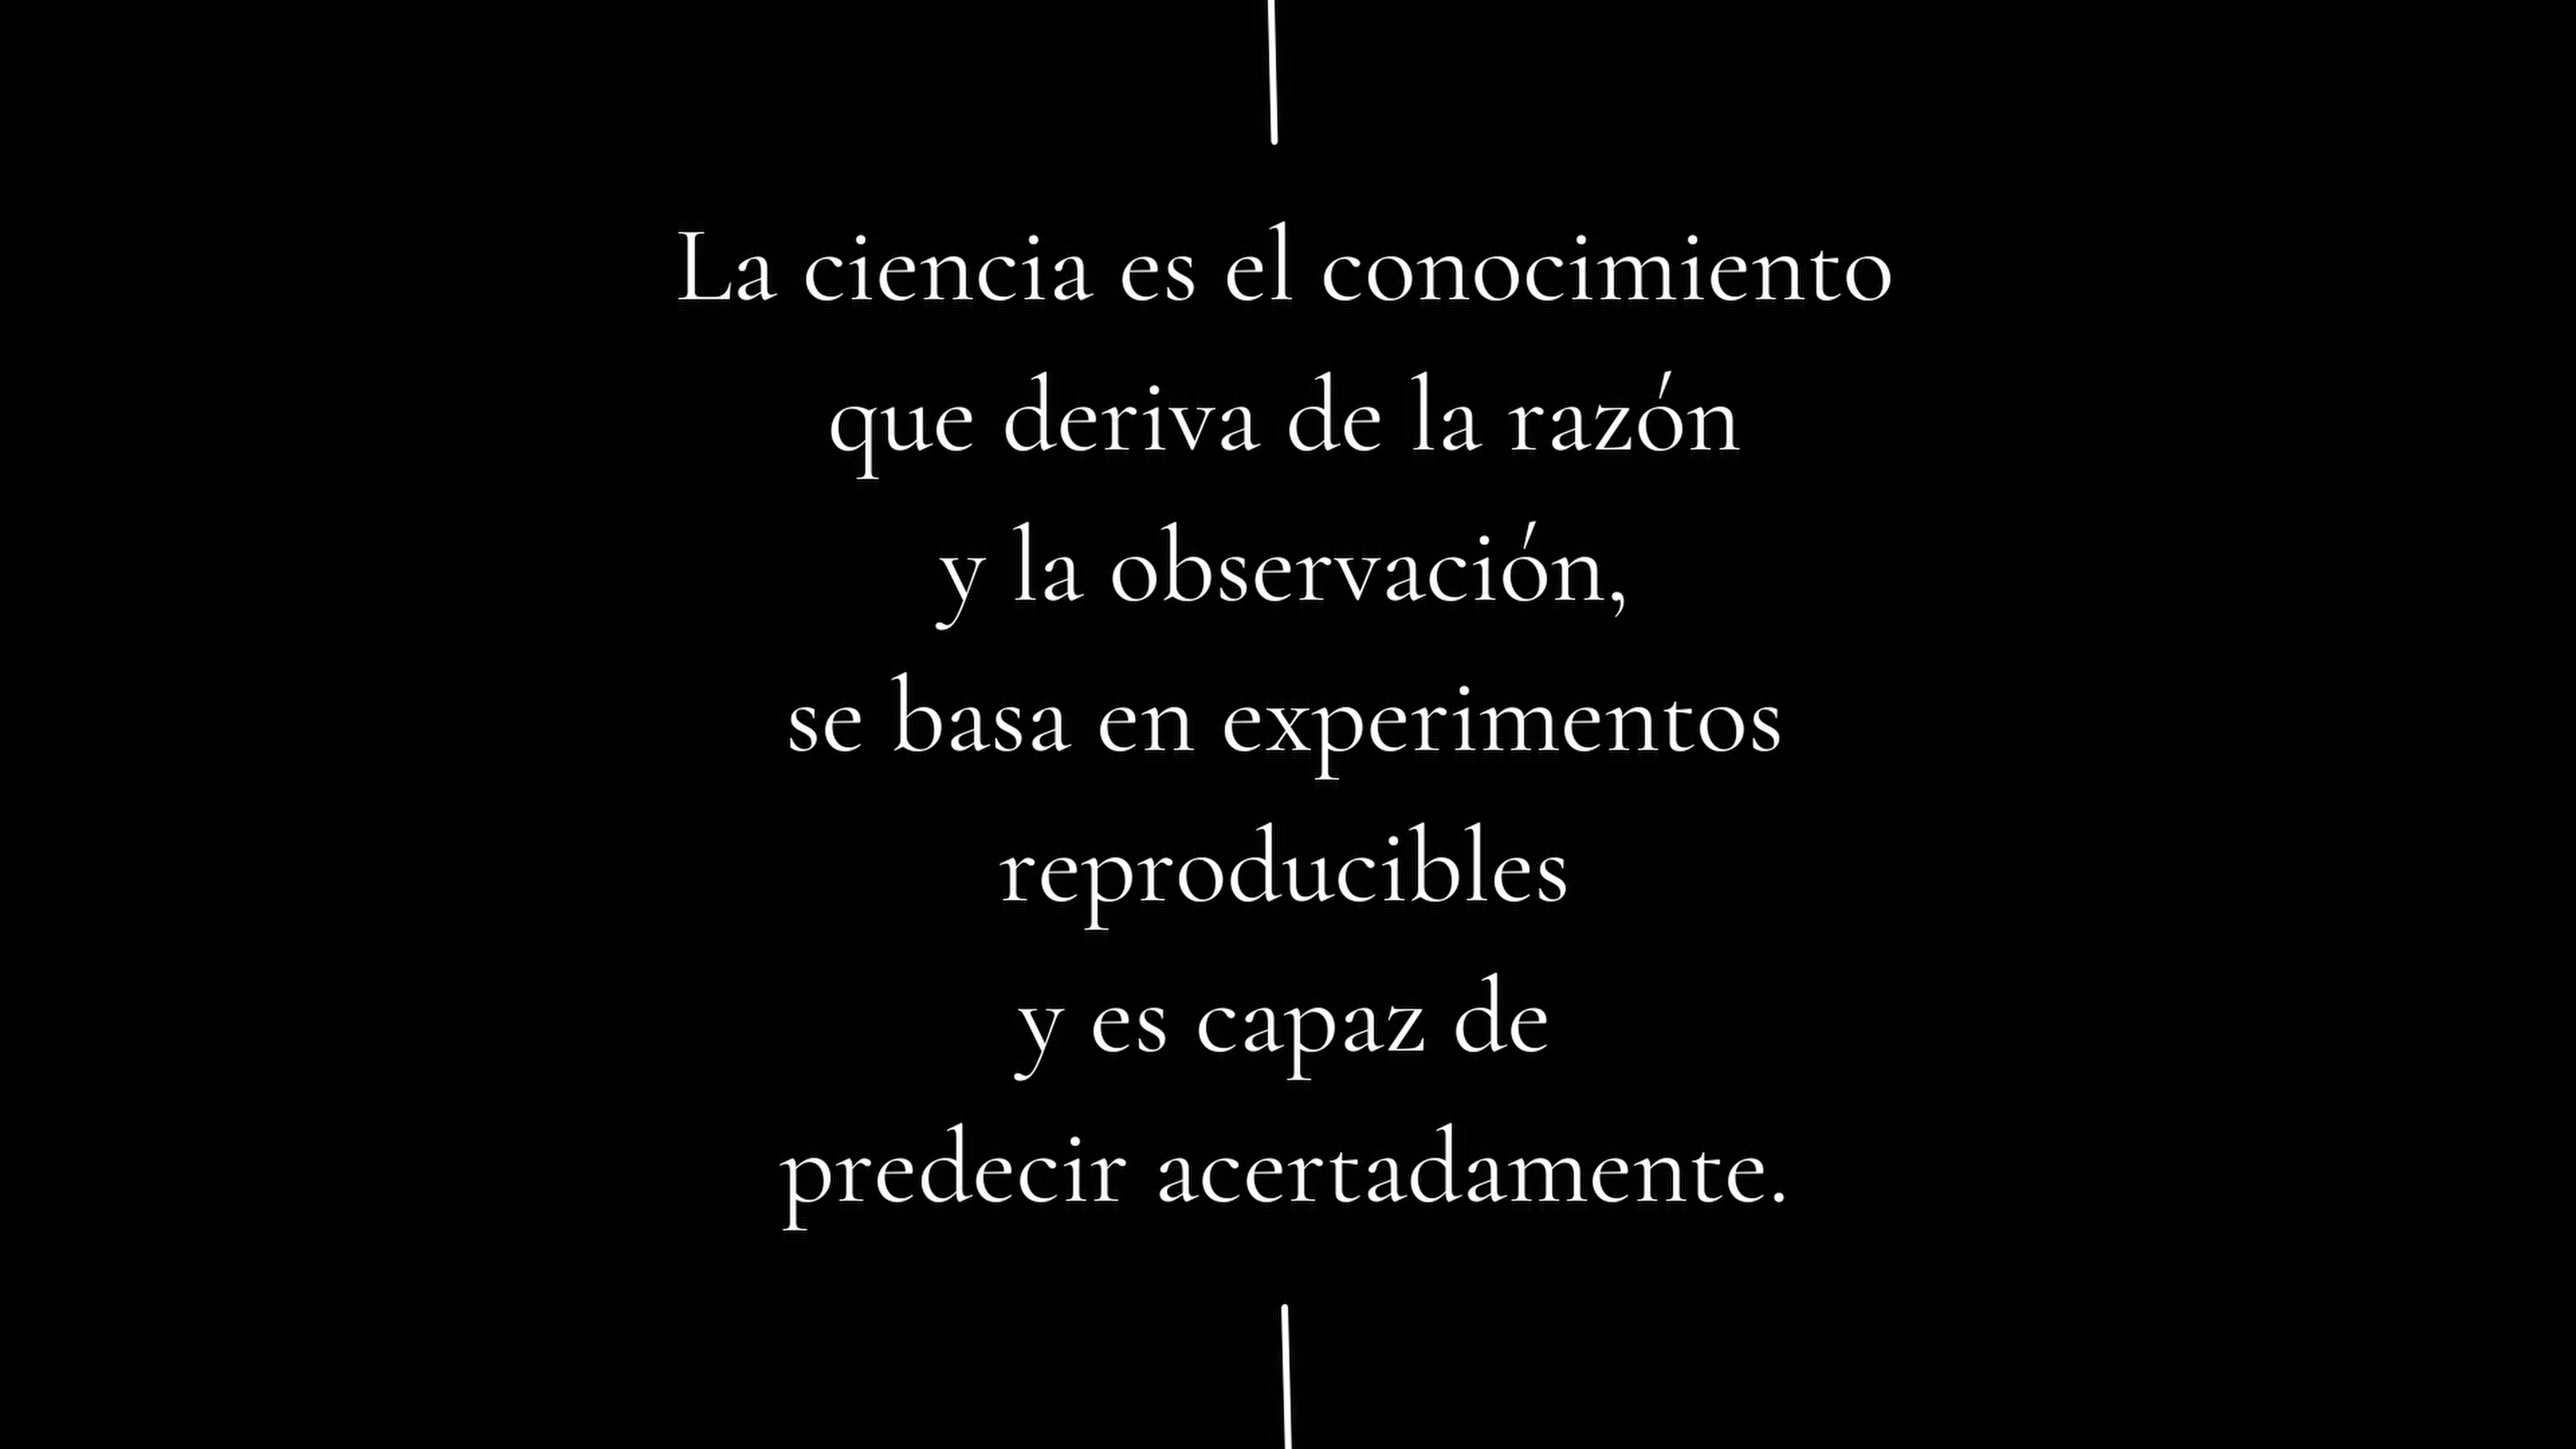 La ciencia es el conocimiento
que deriva de la razón
y la observación,
se basa en experimentos
reproducibles
y es capaz de
predecir acertadamente.